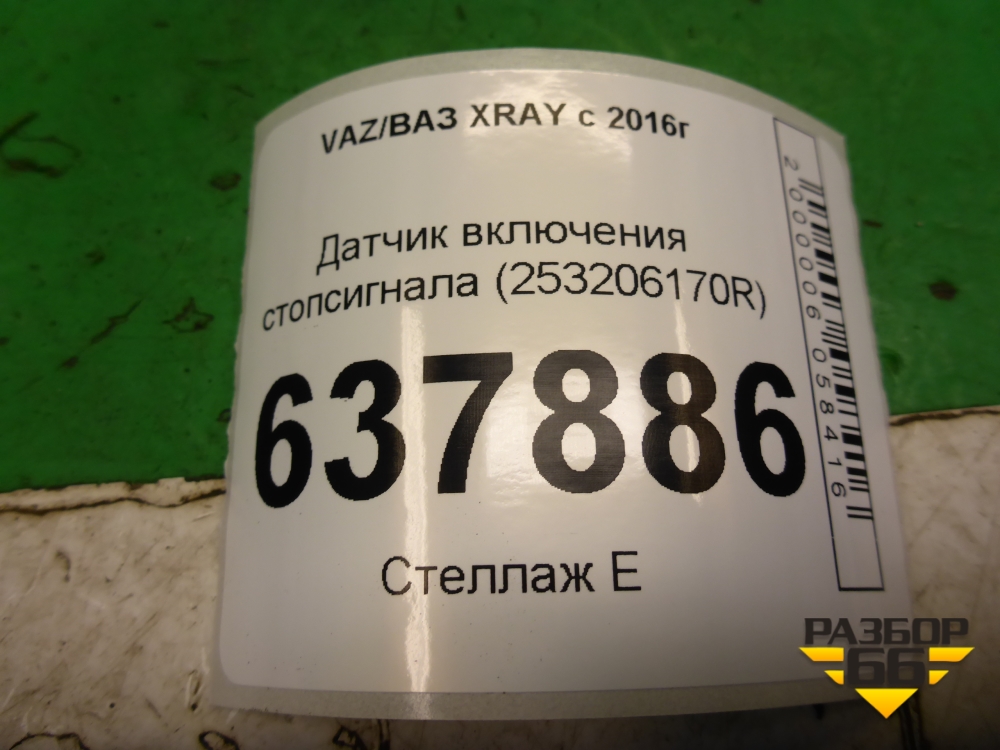 VAZ/ВАЗ XRAY с 2016г
Датчик включения
стопсигнала (253206170R)
637886
Стеллаж Е
2000006058416
РАЗБОР
66